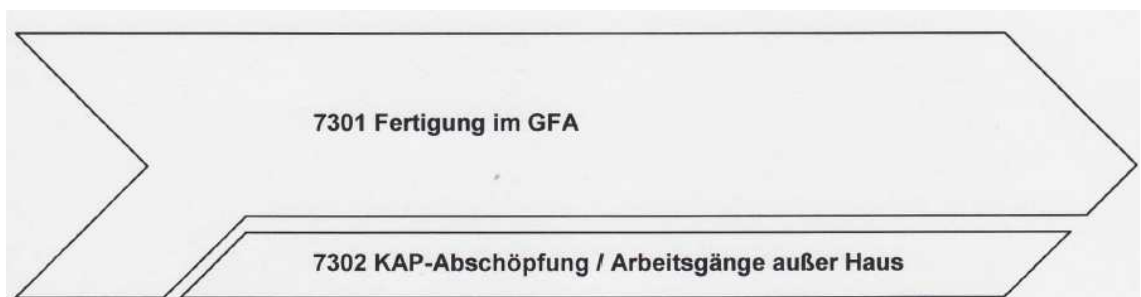 7301 Fertigung im GFA
7302 KAP-Abschöpfung / Arbeitsgänge außer Haus